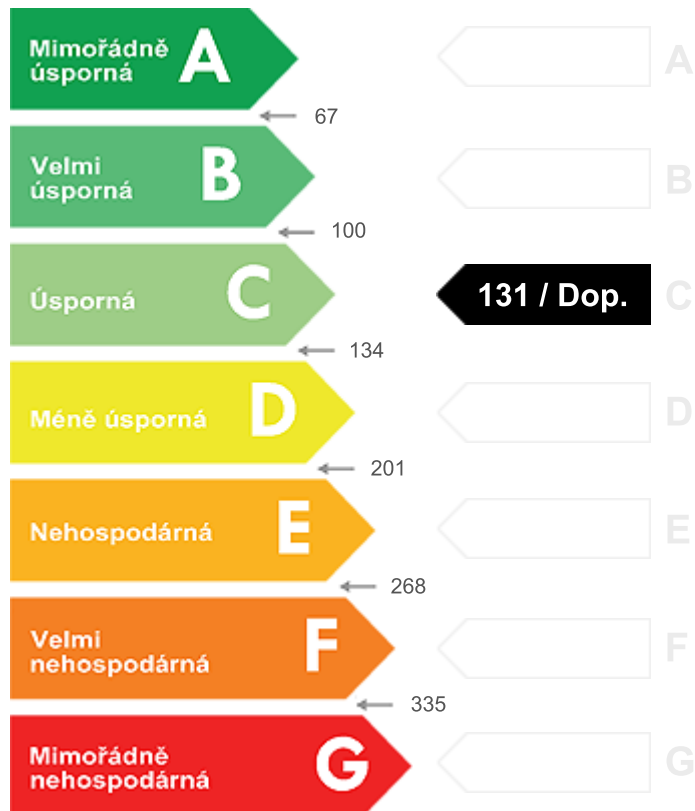 Mimořádně
úsporná
A
A
67
Velmi
úsporná
B
B
100
Úsporná
C
131 / Dop.
C
134
Méně úsporná
D
D
201
Nehospodárná
E
E
268
Velmi
nehospodárná
F
F
335
Mimořádně
nehospodárná
G
G